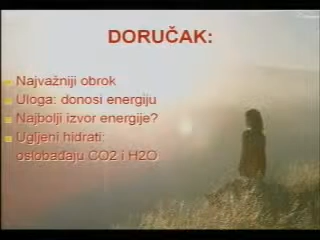 DORUČAK:
Najvažniji obrok
Uloga: donosi energiju
Najbolji izvor energije?
Ugljeni hidrati:
oslobađaju CO2 i H2O